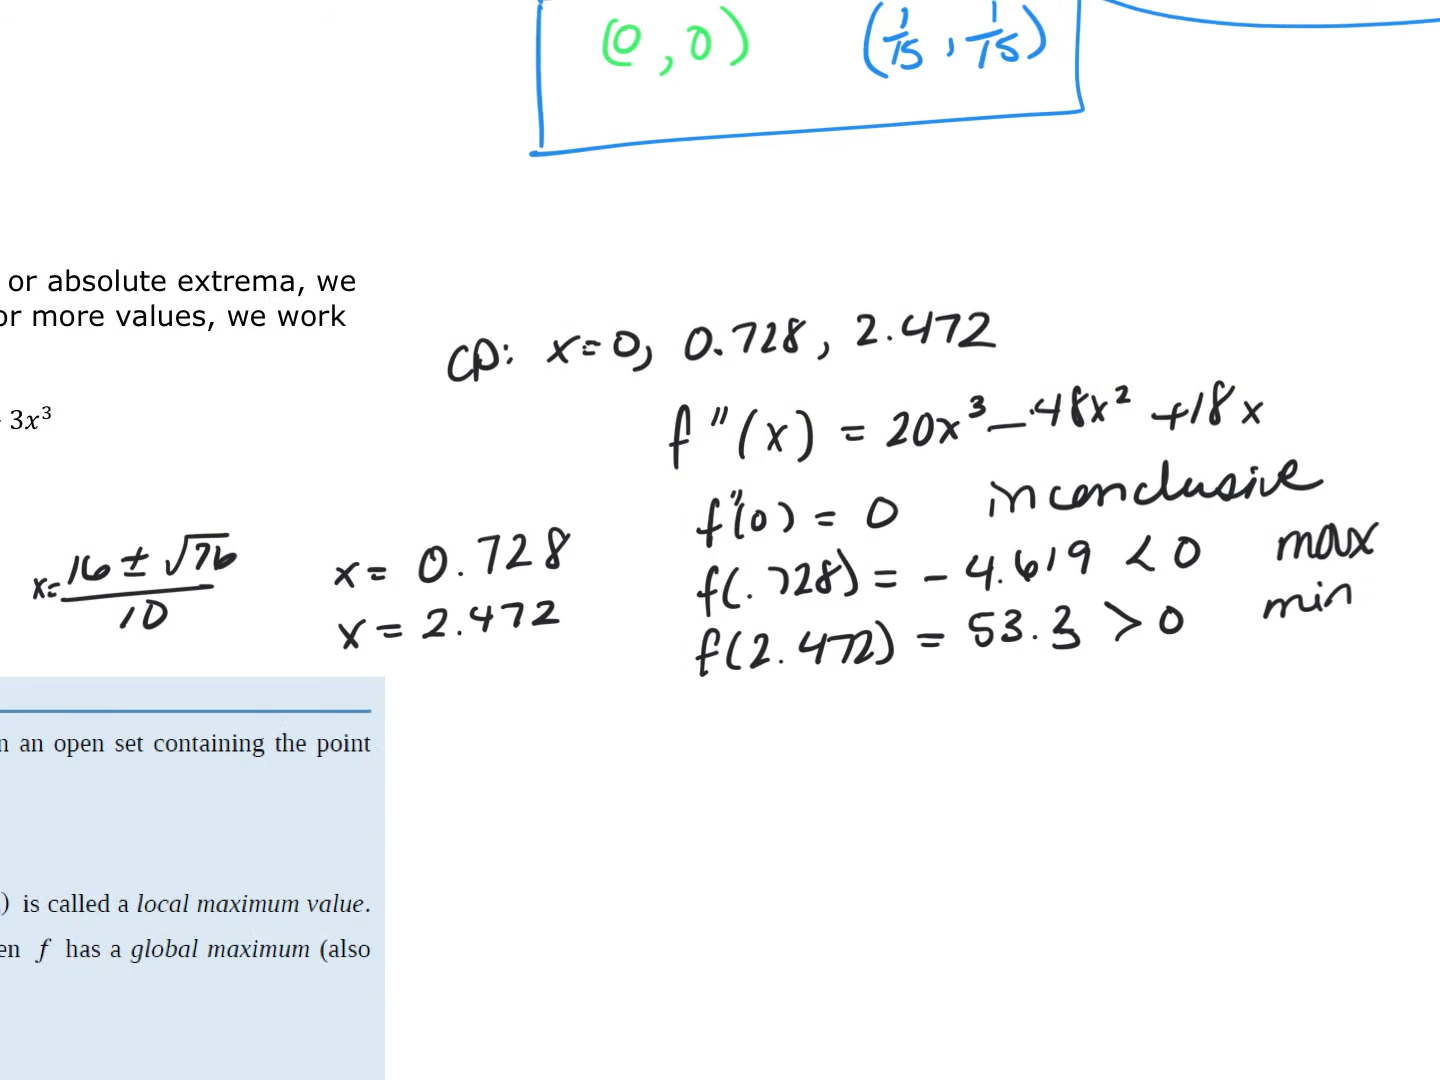 (0, 0) (1/15, 1/15)
or absolute extrema, we
or more values, we work
CP: x=0, 0.728, 2.472
3x³
f''(x) = 20x³ - 48x² + 18x
f''(0) = 0 inconclusive
f(.728) = -4.619 < 0 max
f(2.472) = 53.3 > 0 min
x= 16 ± √76 / 10
x= 0.728
x = 2.472
n an open set containing the point
) is called a local maximum value.
en f has a global maximum (also